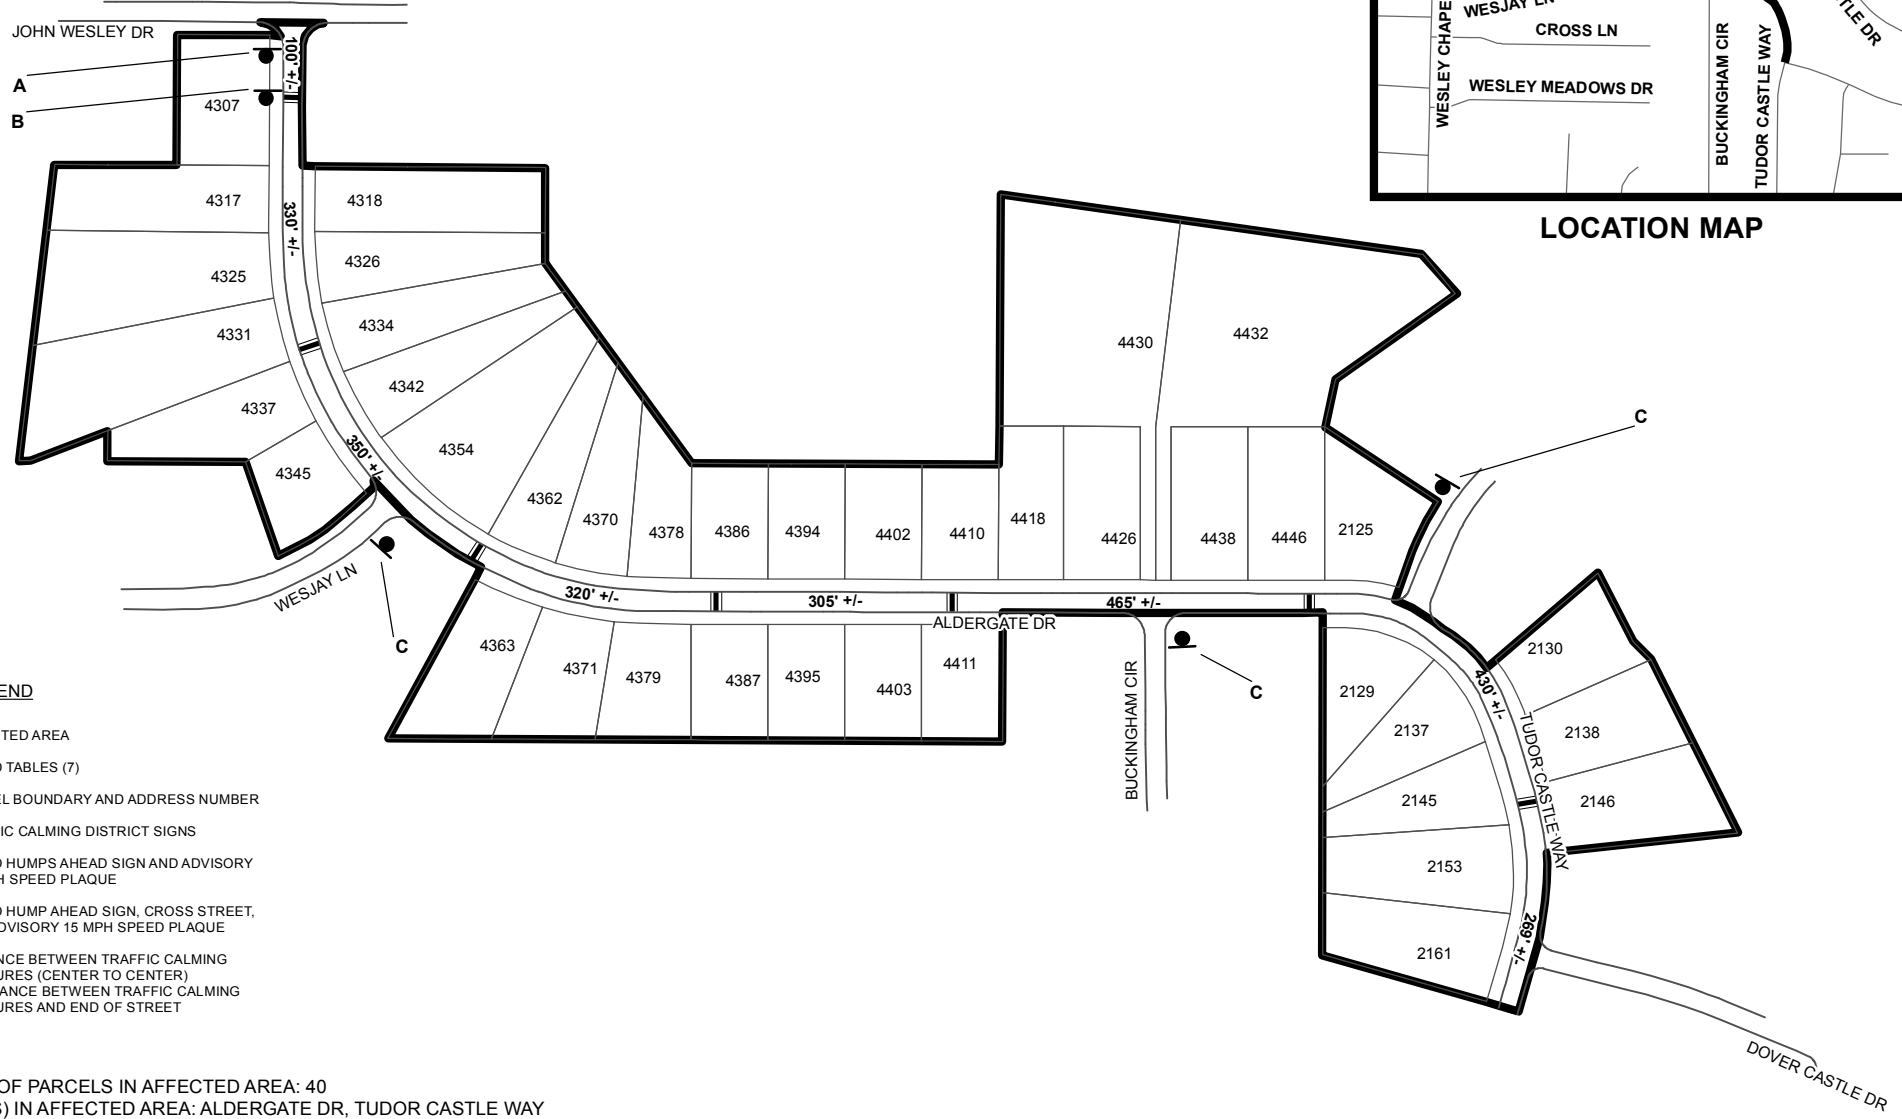 JOHN WESLEY DR
A
B
100' +/-
4307
4317
4318
330' +/-
4325
4326
4331
4334
4337
4342
4345
350' +/-
4354
4362
4370
4378
4386
4394
4402
4410
4418
4426
4430
4432
4438
4446
2125
C
WESJAY LN
C
320' +/-
305' +/-
465' +/-
ALDERGATE DR
4363
4371
4379
4387
4395
4403
4411
BUCKINGHAM CIR
C
2129
2137
2145
2153
2161
430' +/-
TUDOR CASTLE WAY
2130
2138
2146
269' +/-
DOVER CASTLE DR
WESLEY CHAPE
WESJAY LN
CROSS LN
WESLEY MEADOWS DR
BUCKINGHAM CIR
TUDOR CASTLE WAY
TLE DR
LOCATION MAP
END
TED AREA
D TABLES (7)
EL BOUNDARY AND ADDRESS NUMBER
IC CALMING DISTRICT SIGNS
D HUMPS AHEAD SIGN AND ADVISORY
H SPEED PLAQUE
D HUMP AHEAD SIGN, CROSS STREET,
DVISORY 15 MPH SPEED PLAQUE
NCE BETWEEN TRAFFIC CALMING
URES (CENTER TO CENTER)
ANCE BETWEEN TRAFFIC CALMING
URES AND END OF STREET
OF PARCELS IN AFFECTED AREA: 40
S) IN AFFECTED AREA: ALDERGATE DR, TUDOR CASTLE WAY